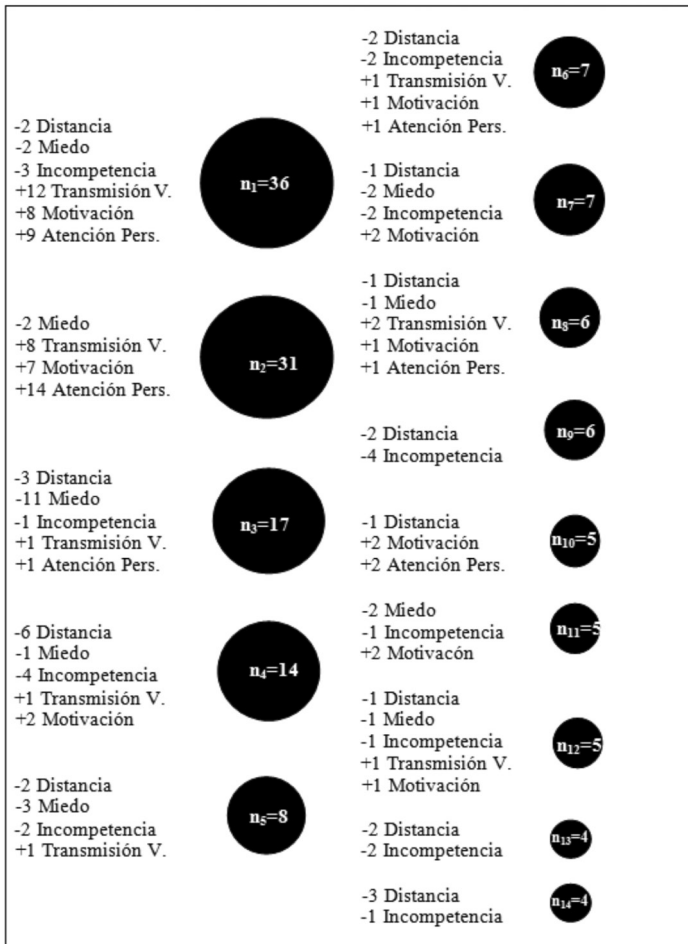 -2 Distancia
-2 Miedo
-3 Incompetencia
+12 Transmisión V.
+8 Motivación
+9 Atención Pers.
n₁=36
-2 Miedo
+8 Transmisión V.
+7 Motivación
+14 Atención Pers.
n₂=31
-3 Distancia
-11 Miedo
-1 Incompetencia
+1 Transmisión V.
+1 Atención Pers.
n₃=17
-6 Distancia
-1 Miedo
-4 Incompetencia
+1 Transmisión V.
+2 Motivación
n₄=14
-2 Distancia
-3 Miedo
-2 Incompetencia
+1 Transmisión V.
n₅=8
-2 Distancia
-2 Incompetencia
+1 Transmisión V.
+1 Motivación
+1 Atención Pers.
n₆=7
-1 Distancia
-2 Miedo
-2 Incompetencia
+2 Motivación
n₇=7
-1 Distancia
-1 Miedo
+2 Transmisión V.
+1 Motivación
+1 Atención Pers.
n₈=6
-2 Distancia
-4 Incompetencia
n₉=6
-1 Distancia
+2 Motivación
+2 Atención Pers.
n₁₀=5
-2 Miedo
-1 Incompetencia
+2 Motivacón
n₁₁=5
-1 Distancia
-1 Miedo
-1 Incompetencia
+1 Transmisión V.
+1 Motivación
n₁₂=5
-2 Distancia
-2 Incompetencia
n₁₃=4
-3 Distancia
-1 Incompetencia
n₁₄=4